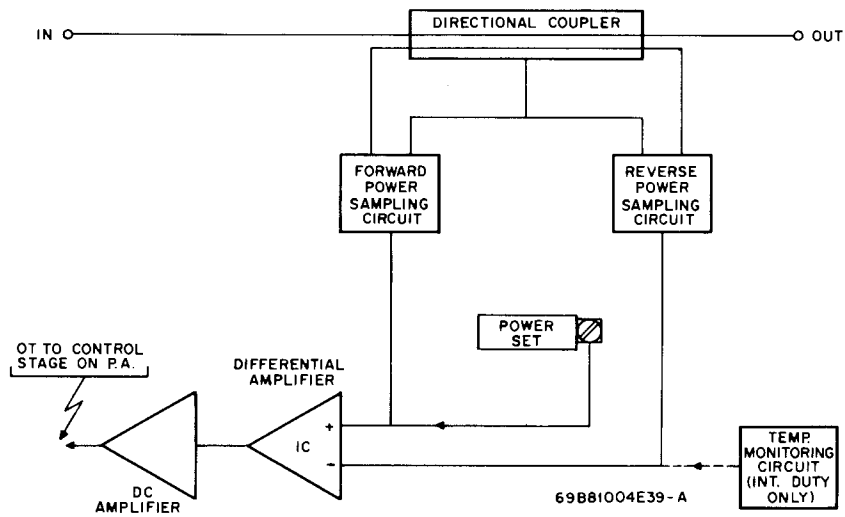 DIRECTIONAL COUPLER
IN
OUT
FORWARD
POWER
SAMPLING
CIRCUIT
REVERSE
POWER
SAMPLING
CIRCUIT
POWER
SET
OT TO CONTROL
STAGE ON P.A.
DIFFERENTIAL
AMPLIFIER
+
IC
-
DC
AMPLIFIER
TEMP.
MONITORING
CIRCUIT
(INT. DUTY
ONLY)
69B81004E39-A